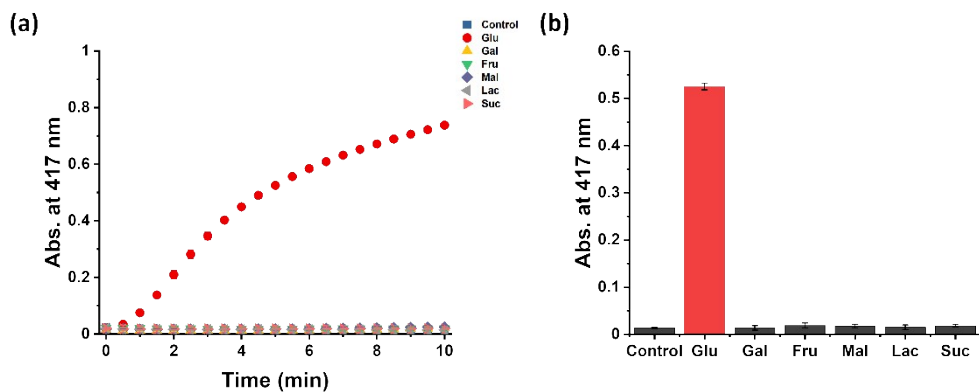 (a)
Control
Glu
Gal
Fru
Mal
Lac
Suc
Abs. at 417 nm
1
0.8
0.6
0.4
0.2
0
0 2 4 6 8 10
Time (min)
(b)
Abs. at 417 nm
0.6
0.5
0.4
0.3
0.2
0.1
0
Control Glu Gal Fru Mal Lac Suc